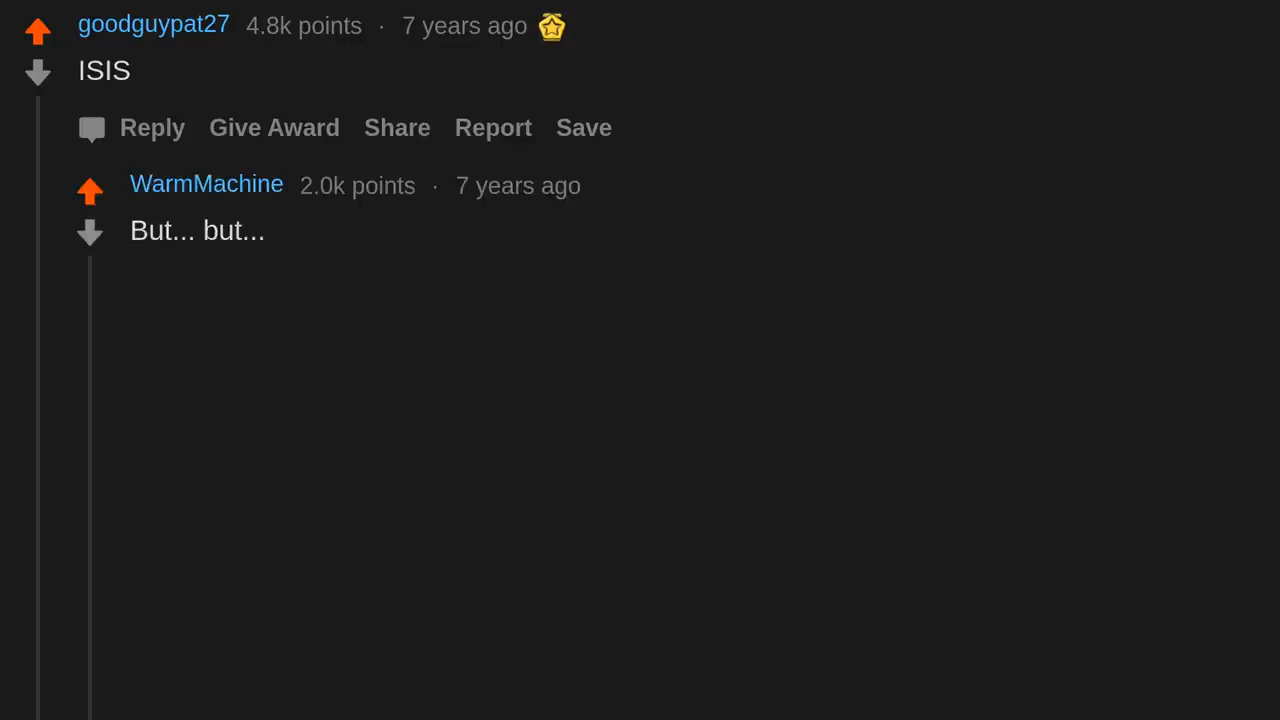 goodguypat27 4.8k points · 7 years ago
ISIS
Reply Give Award Share Report Save
WarmMachine 2.0k points · 7 years ago
But... but...